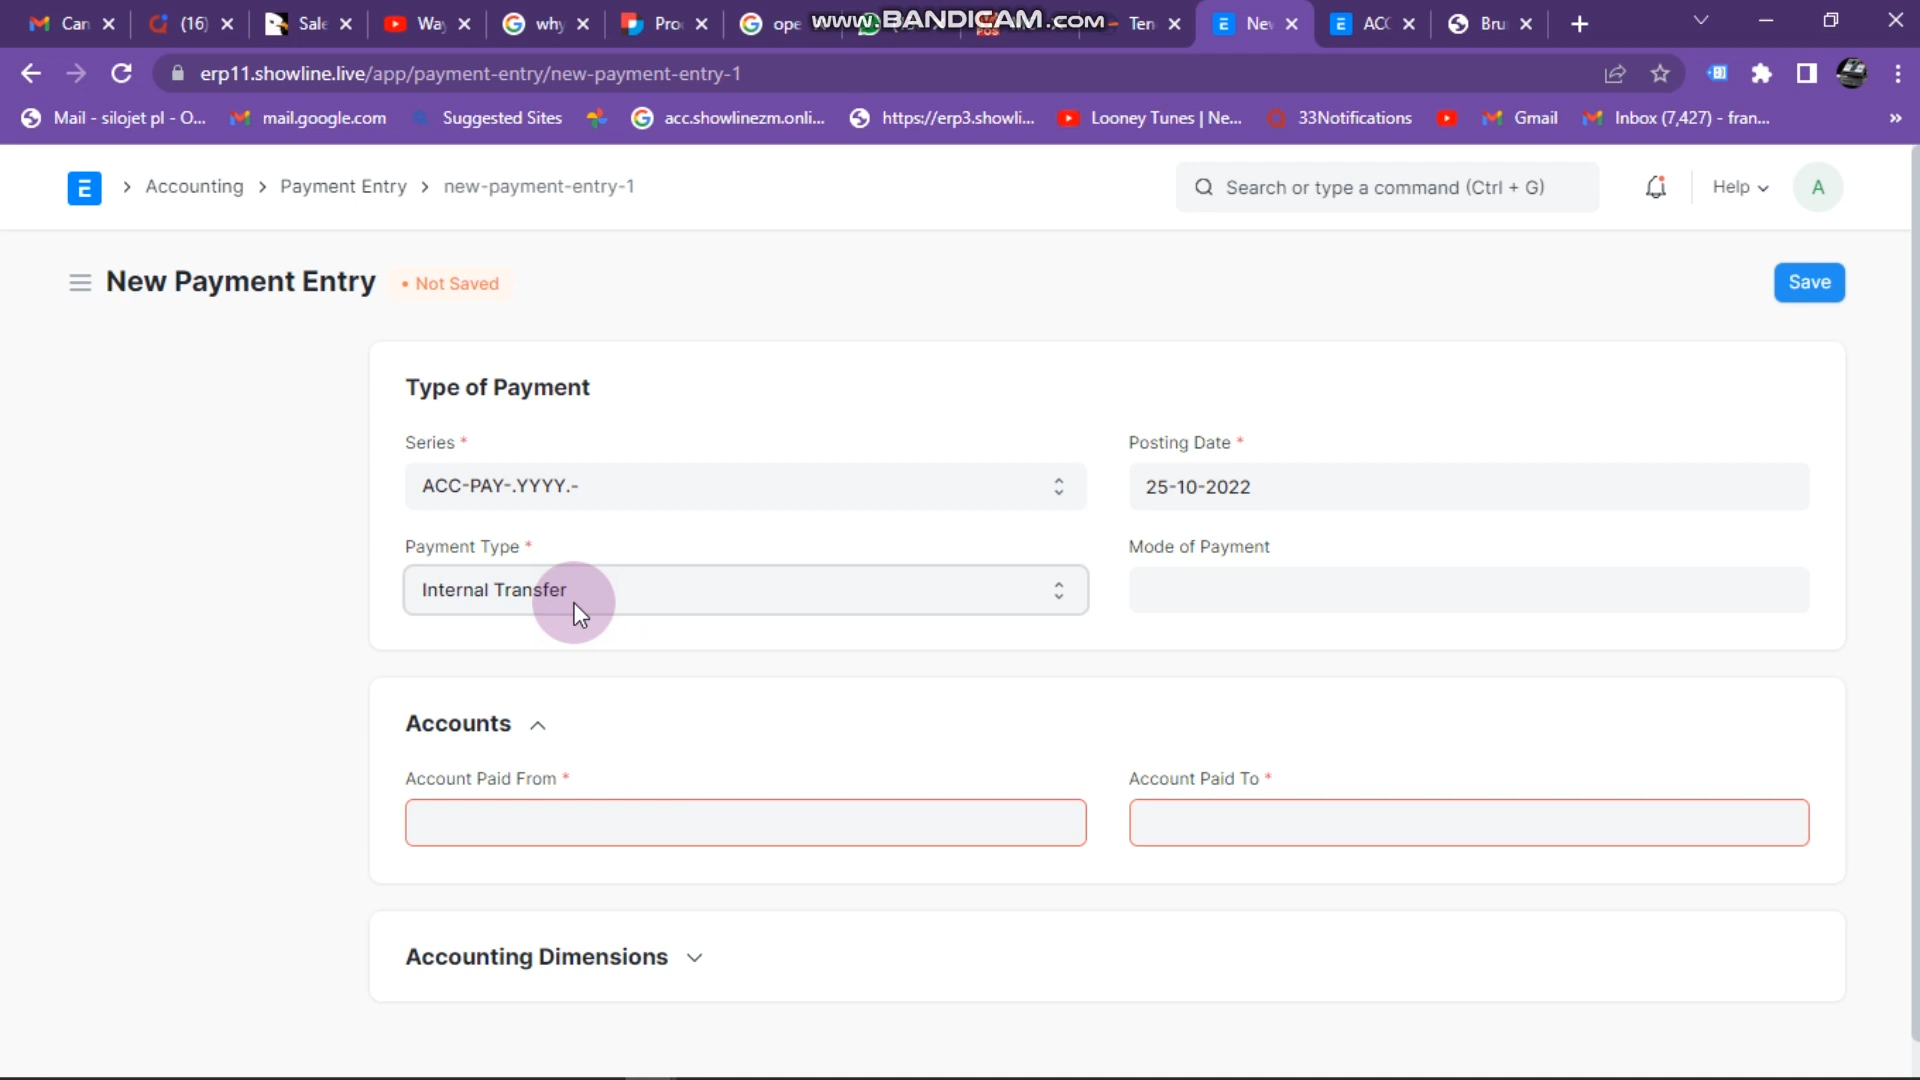 Can
(16)
Sale
Way
why
Pro
ope
www.BANDICAM.com
Ten
New
ACC
Bru
erp11.showline.live/app/payment-entry/new-payment-entry-1
Mail - silojet pl - O...
mail.google.com
Suggested Sites
acc.showlinezm.onli...
https://erp3.showli...
Looney Tunes | Ne...
33Notifications
Gmail
Inbox (7,427) - fran...
»
E
Accounting
Payment Entry
new-payment-entry-1
Search or type a command (Ctrl + G)
Help
A
New Payment Entry
• Not Saved
Save
Type of Payment
Series *
Posting Date *
ACC-PAY-.YYYY.-
25-10-2022
Payment Type *
Mode of Payment
Internal Transfer
Accounts
Account Paid From *
Account Paid To *
Accounting Dimensions